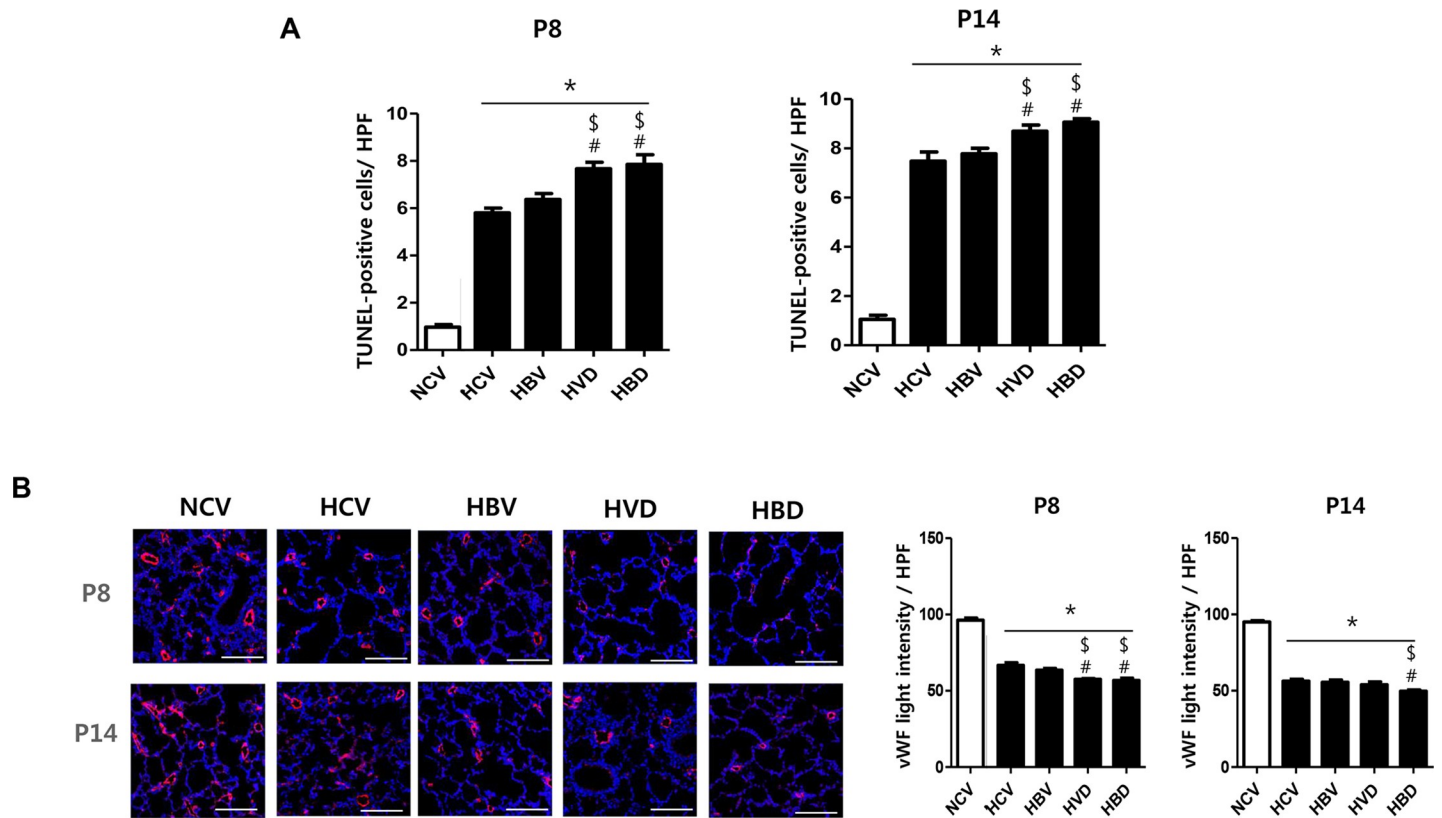 A
P8
P14
*
*
$
$
#
#
$
$
#
#
TUNEL-positive cells/ HPF
10
8
6
4
2
0
NCV
HCV
HBV
HVD
HBD
TUNEL-positive cells/ HPF
10
8
6
4
2
0
NCV
HCV
HBV
HVD
HBD
B
NCV
HCV
HBV
HVD
HBD
P8
P14
P8
vWF light intensity / HPF
150
100
50
0
*
$
$
#
#
NCV
HCV
HBV
HVD
HBD
P14
vWF light intensity / HPF
150
100
50
0
*
$
#
NCV
HCV
HBV
HVD
HBD